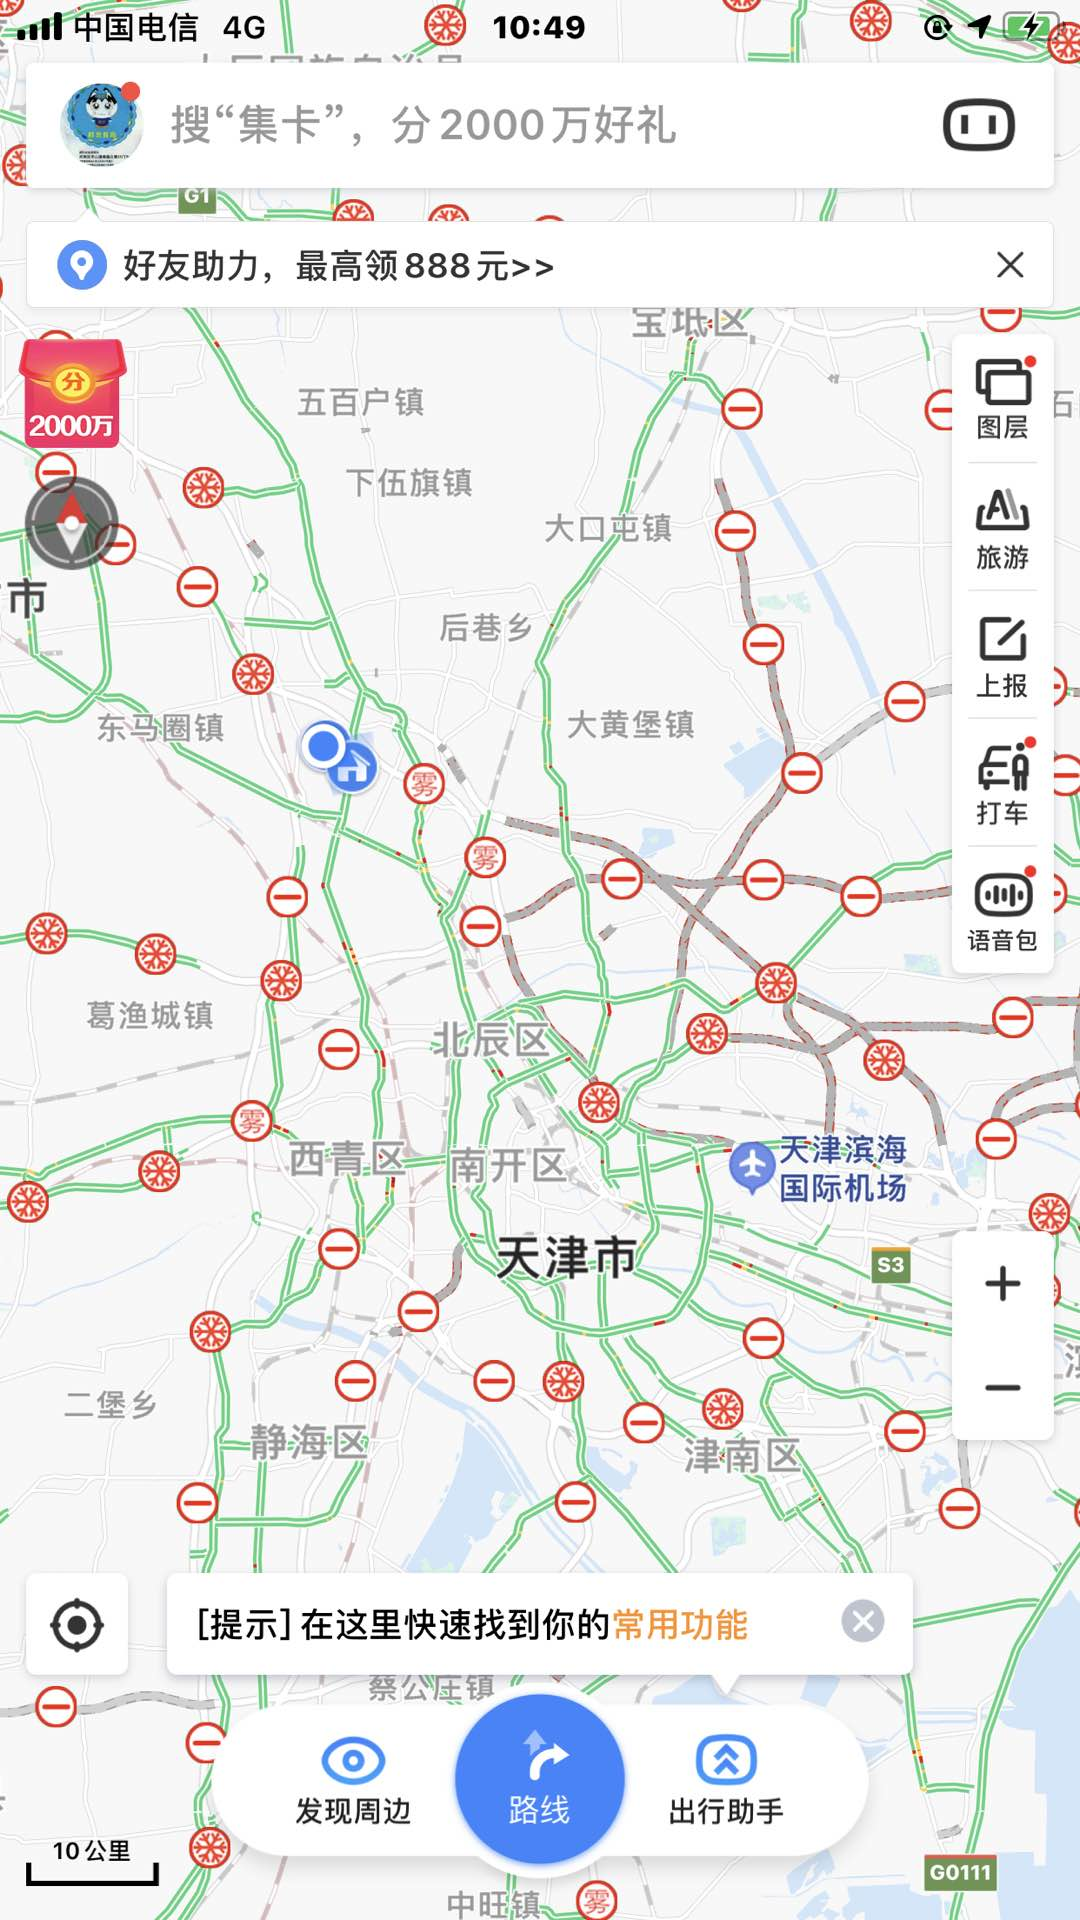 中国电信 4G 10:49
搜“集卡”，分2000万好礼
G1
好友助力，最高领888元>>
宝坻区
分
2000万
五百户镇
图层
下伍旗镇
大口屯镇
旅游
市
后巷乡
上报
东马圈镇
大黄堡镇
雾
打车
雾
语音包
葛渔城镇
北辰区
雾
西青区
南开区
天津滨海
国际机场
天津市
S3
二堡乡
静海区
津南区
[提示]在这里快速找到你的常用功能
蔡公庄镇
发现周边
路线
出行助手
10公里
G0111
中旺镇
雾